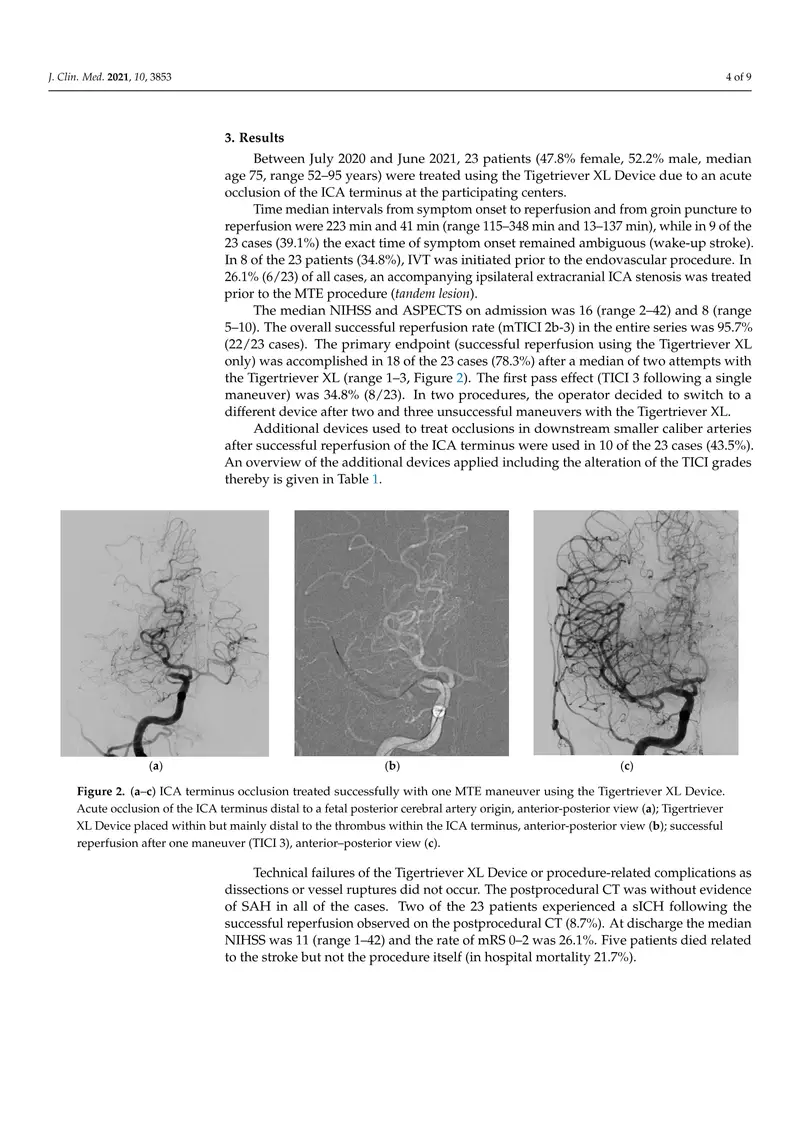 J. Clin. Med. 2021, 10, 3853
4 of 9
3. Results
Between July 2020 and June 2021, 23 patients (47.8% female, 52.2% male, median
age 75, range 52–95 years) were treated using the Tigetriever XL Device due to an acute
occlusion of the ICA terminus at the participating centers.
Time median intervals from symptom onset to reperfusion and from groin puncture to
reperfusion were 223 min and 41 min (range 115–348 min and 13–137 min), while in 9 of the
23 cases (39.1%) the exact time of symptom onset remained ambiguous (wake-up stroke).
In 8 of the 23 patients (34.8%), IVT was initiated prior to the endovascular procedure. In
26.1% (6/23) of all cases, an accompanying ipsilateral extracranial ICA stenosis was treated
prior to the MTE procedure (tandem lesion).
The median NIHSS and ASPECTS on admission was 16 (range 2–42) and 8 (range
5–10). The overall successful reperfusion rate (mTICI 2b-3) in the entire series was 95.7%
(22/23 cases). The primary endpoint (successful reperfusion using the Tigertriever XL
only) was accomplished in 18 of the 23 cases (78.3%) after a median of two attempts with
the Tigertriever XL (range 1–3, Figure 2). The first pass effect (TICI 3 following a single
maneuver) was 34.8% (8/23). In two procedures, the operator decided to switch to a
different device after two and three unsuccessful maneuvers with the Tigertriever XL.
Additional devices used to treat occlusions in downstream smaller caliber arteries
after successful reperfusion of the ICA terminus were used in 10 of the 23 cases (43.5%).
An overview of the additional devices applied including the alteration of the TICI grades
thereby is given in Table 1.
(a)
(b)
(c)
Figure 2. (a–c) ICA terminus occlusion treated successfully with one MTE maneuver using the Tigertriever XL Device.
Acute occlusion of the ICA terminus distal to a fetal posterior cerebral artery origin, anterior-posterior view (a); Tigertriever
XL Device placed within but mainly distal to the thrombus within the ICA terminus, anterior-posterior view (b); successful
reperfusion after one maneuver (TICI 3), anterior–posterior view (c).
Technical failures of the Tigertriever XL Device or procedure-related complications as
dissections or vessel ruptures did not occur. The postprocedural CT was without evidence
of SAH in all of the cases. Two of the 23 patients experienced a sICH following the
successful reperfusion observed on the postprocedural CT (8.7%). At discharge the median
NIHSS was 11 (range 1–42) and the rate of mRS 0–2 was 26.1%. Five patients died related
to the stroke but not the procedure itself (in hospital mortality 21.7%).